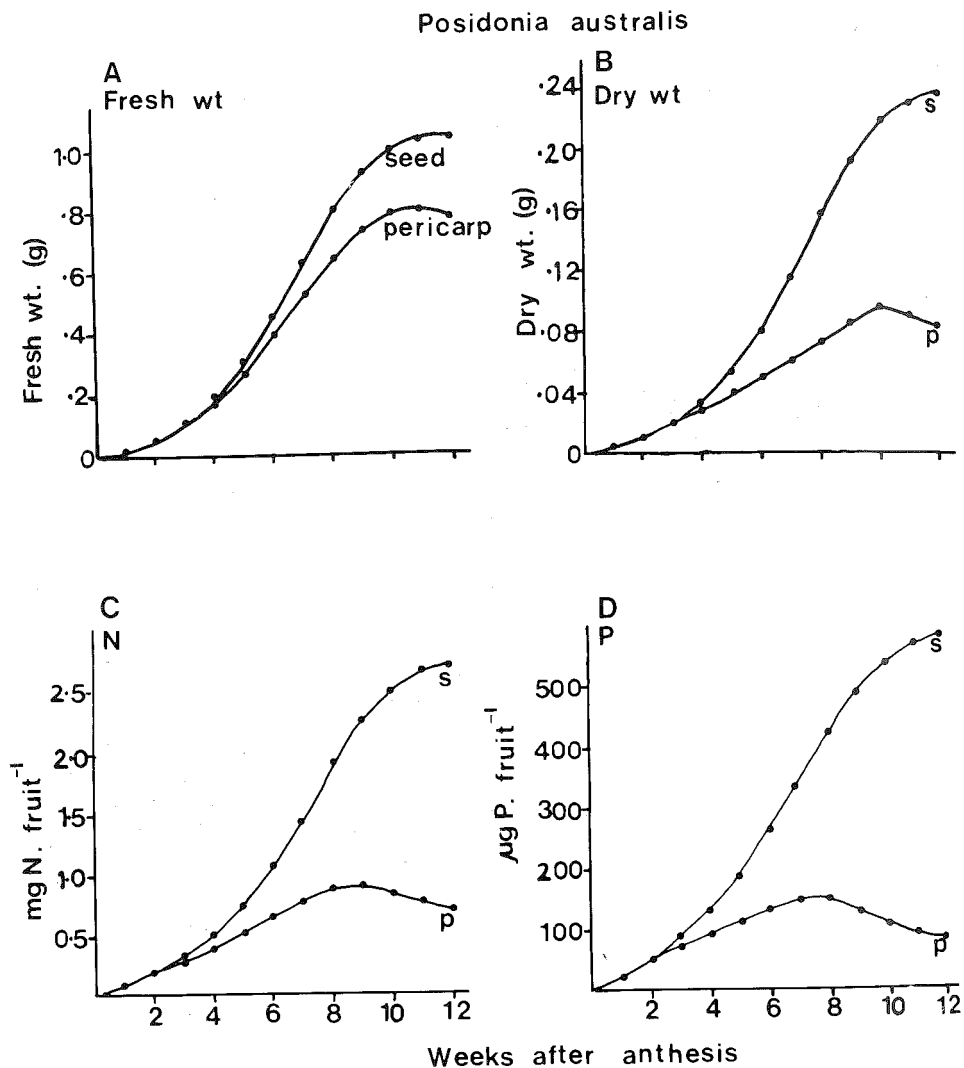 Posidonia australis
A
Fresh wt
Fresh wt. (g)
1·0
·8
·6
·4
·2
0
seed
pericarp
B
Dry wt
Dry wt. (g)
·24
·20
·16
·12
·08
·04
0
s
p
C
N
mg N. fruit⁻¹
2·5
2·0
1·5
1·0
0·5
s
p
2 4 6 8 10 12
D
P
µg P. fruit⁻¹
500
400
300
200
100
s
p
2 4 6 8 10 12
Weeks after anthesis